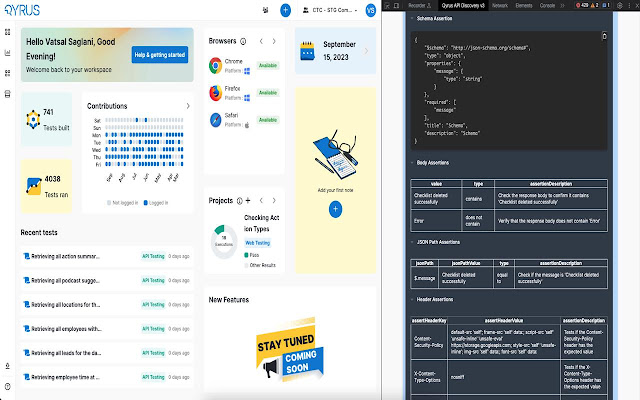 QYRUS
CTC - STG Com...
VS
Hello Vatsal Saglani, Good
Evening!
Welcome back to your workspace
Help & getting started
741
Tests built
4038
Tests ran
Contributions
Sat
Sun
Mon
Tue
Wed
Thu
Fri
Sep
Aug
Jul
Jun
May
Apr
Mar
Not logged in
Logged in
Recent tests
Retrieving all action summar...
API Testing
0 days ago
Retrieving all podcast sugge...
API Testing
0 days ago
Retrieving all locations for th...
API Testing
0 days ago
Retrieving all employees with...
API Testing
0 days ago
Retrieving all leads for the da...
API Testing
0 days ago
Retrieving employee time at ...
API Testing
0 days ago
Browsers
Chrome
Platform :
Available
Firefox
Platform :
Available
Safari
Platform :
Available
Projects
18
Executions
Checking Act
ion Types
Web Testing
Pass
Other Results
New Features
STAY TUNED
COMING
SOON
September
15, 2023
Add your first note
Recorder
Qyrus API Discovery v3
Network
Elements
Console
429
2
Schema Assertion
{
"$schema": "http://json-schema.org/schema#",
"type": "object",
"properties": {
"message": {
"type": "string"
}
},
"required": [
"message"
],
"title": "Schema",
"description": "Schema"
}
Body Assertions
value
type
assertionDescription
Checklist deleted
successfully
contains
Check the response body to confirm it contains
'Checklist deleted successfully'
Error
does not
contain
Verify that the response body does not contain 'Error'
JSON Path Assertions
jsonPath
jsonPathValue
type
assertionDescription
$.message
Checklist deleted
successfully
equal
to
Check if the message is 'Checklist deleted
successfully'
Header Assertions
assertHeaderKey
assertHeaderValue
assertionDescription
Content-
Security-Policy
default-src 'self'; frame-src 'self' data:; script-src 'self'
'unsafe-inline' 'unsafe-eval'
https://storage.googleapis.com; style-src 'self' 'unsafe-
inline'; img-src 'self' data:; font-src 'self' data:
Tests if the Content-
Security-Policy
header has the
expected value
X-Content-
Type-Options
nosniff
Tests if the X-
Content-Type-
Options header has
the expected value